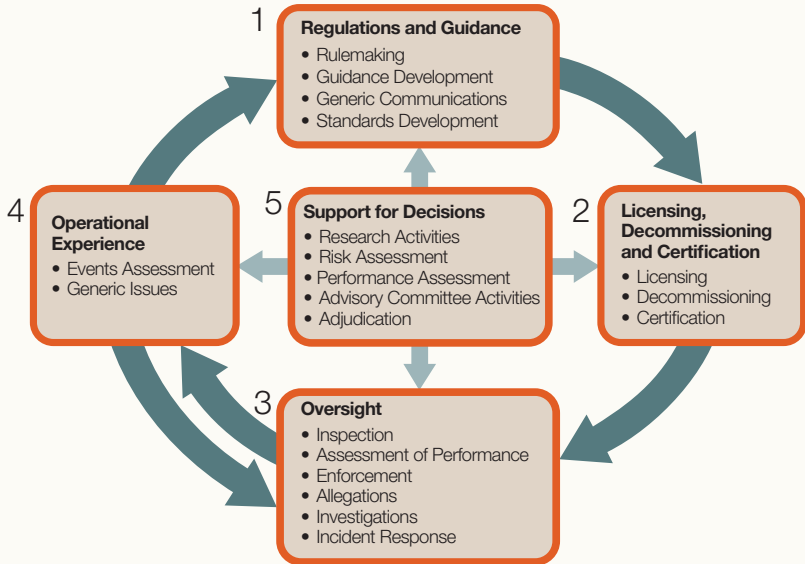 1
Regulations and Guidance
• Rulemaking
• Guidance Development
• Generic Communications
• Standards Development
4
Operational
Experience
• Events Assessment
• Generic Issues
5
Support for Decisions
• Research Activities
• Risk Assessment
• Performance Assessment
• Advisory Committee Activities
• Adjudication
2
Licensing,
Decommissioning
and Certification
• Licensing
• Decommissioning
• Certification
3
Oversight
• Inspection
• Assessment of Performance
• Enforcement
• Allegations
• Investigations
• Incident Response